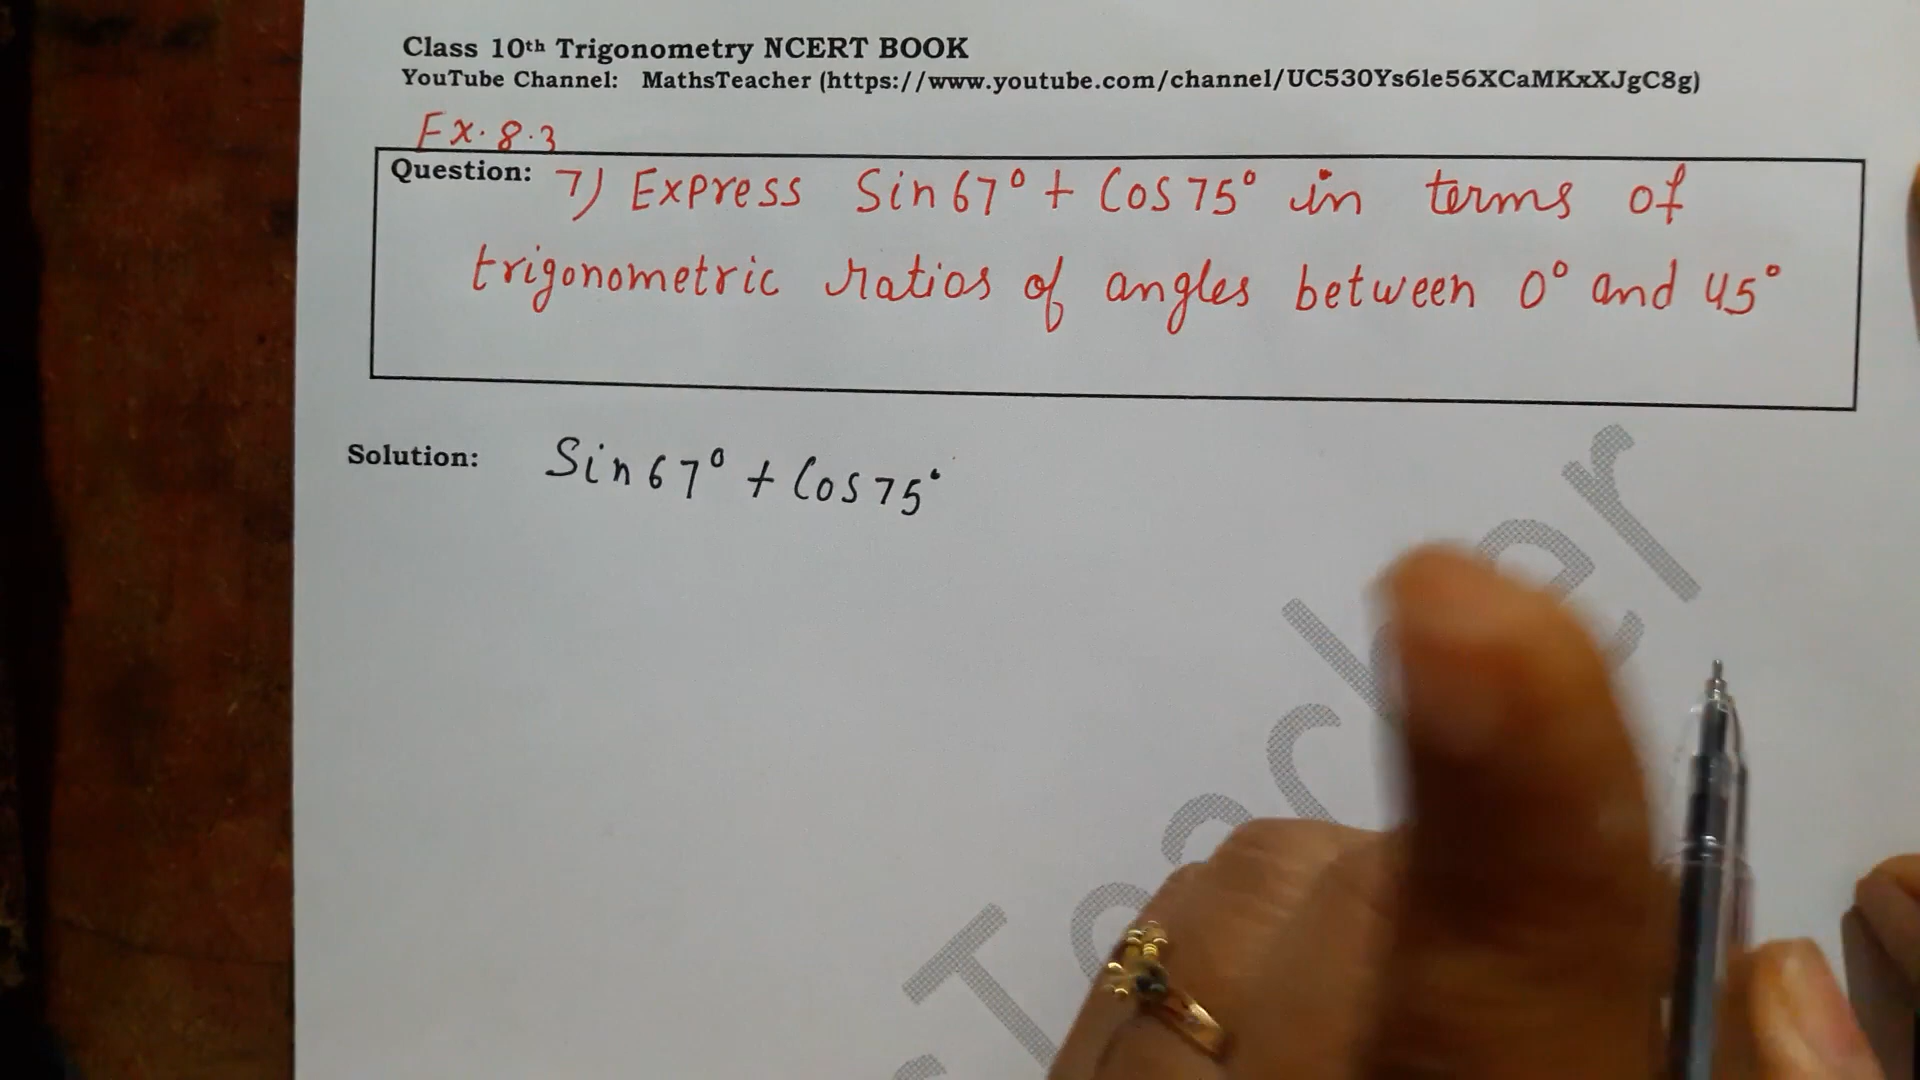 Class 10th Trigonometry NCERT BOOK
YouTube Channel: MathsTeacher (https://www.youtube.com/channel/UC530Ys6le56XCaMKxXJgC8g)
Ex. 8.3
Question: 7) Express Sin 67° + Cos 75° in terms of
trigonometric ratios of angles between 0° and 45°
Solution: Sin 67° + Cos 75°